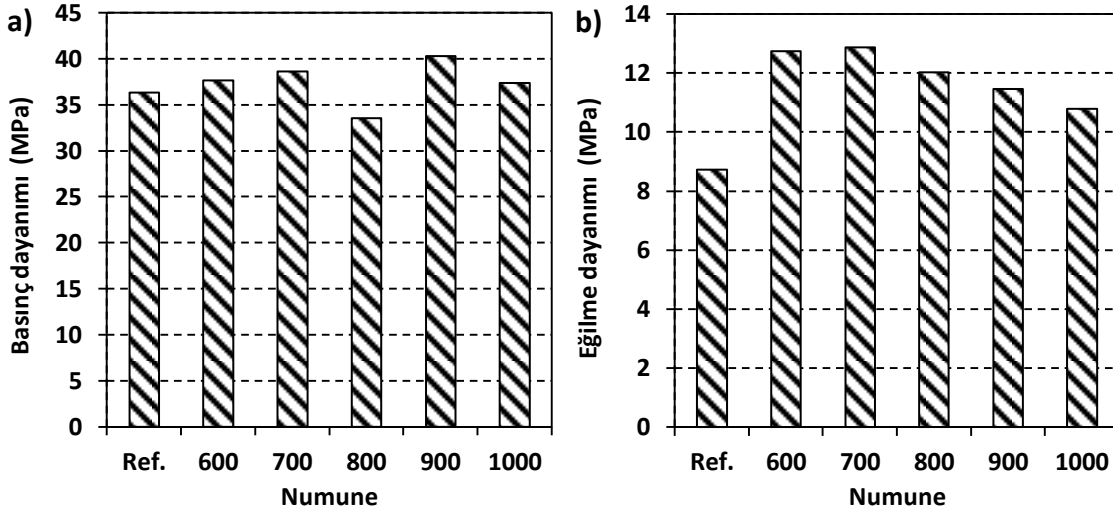 a)
Basınç dayanımı (MPa)
45
40
35
30
25
20
15
10
5
0
Ref. 600 700 800 900 1000
Numune
b)
Eğilme dayanımı (MPa)
14
12
10
8
6
4
2
0
Ref. 600 700 800 900 1000
Numune